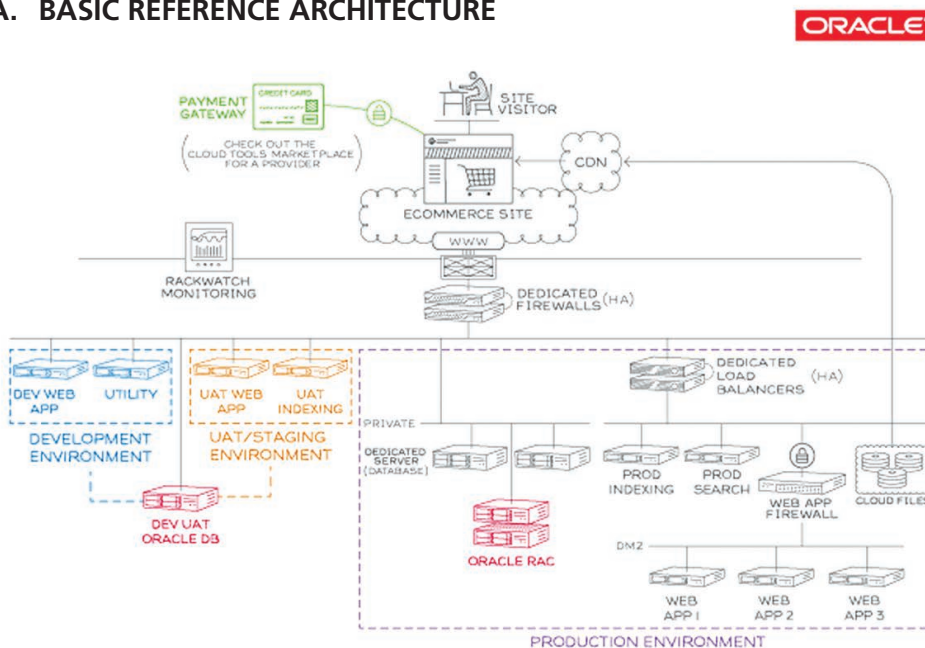 A. BASIC REFERENCE ARCHITECTURE
ORACLE
PAYMENT
GATEWAY
CREDIT CARD
(CHECK OUT THE
CLOUD TOOLS MARKETPLACE
FOR A PROVIDER)
SITE
VISITOR
CDN
ECOMMERCE SITE
WWW
RACKWATCH
MONITORING
DEDICATED
FIREWALLS (HA)
DEDICATED
LOAD
BALANCERS (HA)
DEV WEB
APP
UTILITY
UAT WEB
APP
UAT
INDEXING
DEVELOPMENT
ENVIRONMENT
UAT/STAGING
ENVIRONMENT
DEV UAT
ORACLE DB
PRIVATE
DEDICATED
SERVER
(DATABASE)
ORACLE RAC
PROD
INDEXING
PROD
SEARCH
WEB APP
FIREWALL
CLOUD FILES
DMZ
WEB
APP 1
WEB
APP 2
WEB
APP 3
PRODUCTION ENVIRONMENT